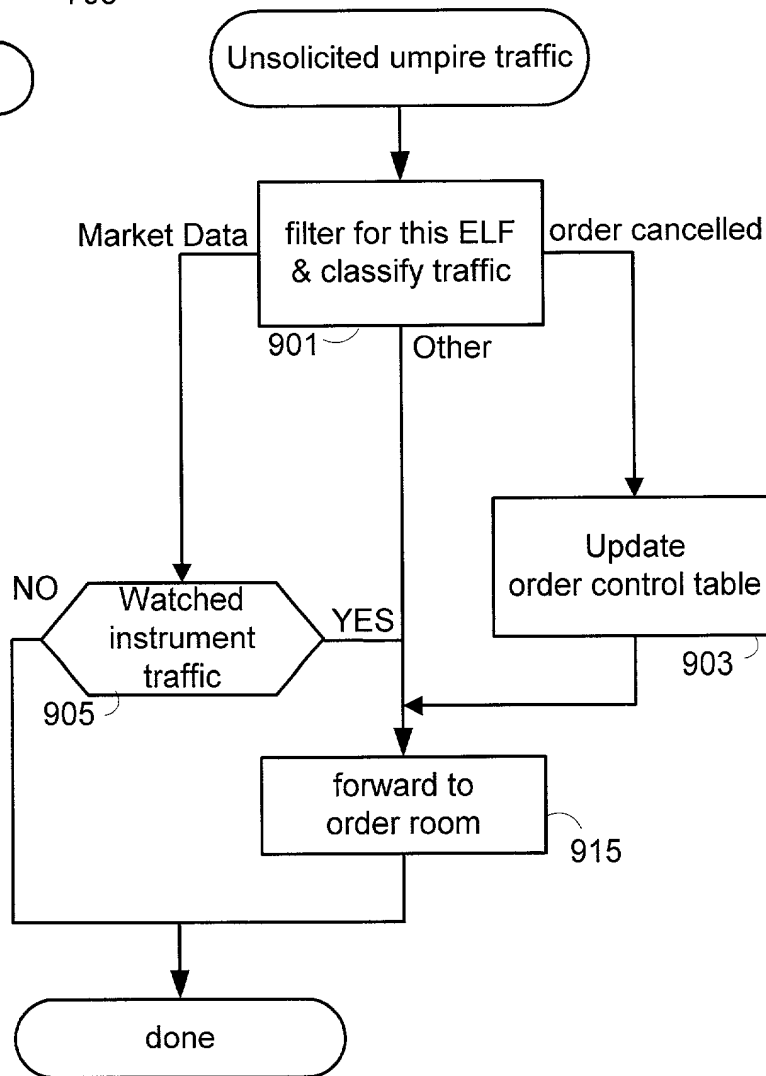 Unsolicited umpire traffic
Market Data
filter for this ELF
& classify traffic
order cancelled
901
Other
Update
order control table
903
NO
Watched
instrument
traffic
YES
905
forward to
order room
915
done